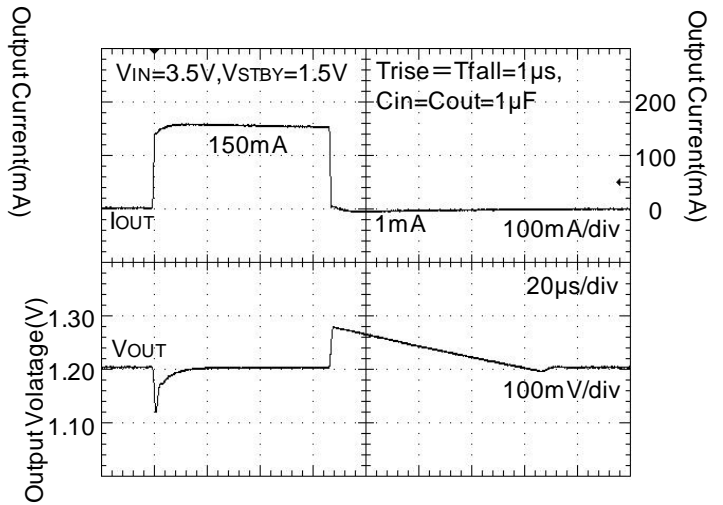 Output Current(mA)
VIN=3.5V,VSTBY=1.5V
Trise=Tfall=1µs,
Cin=Cout=1µF
150mA
IOUT
1mA
100mA/div
200
100
0
Output Current(mA)
20µs/div
Output Volatage(V)
1.30
1.20
1.10
VOUT
100mV/div